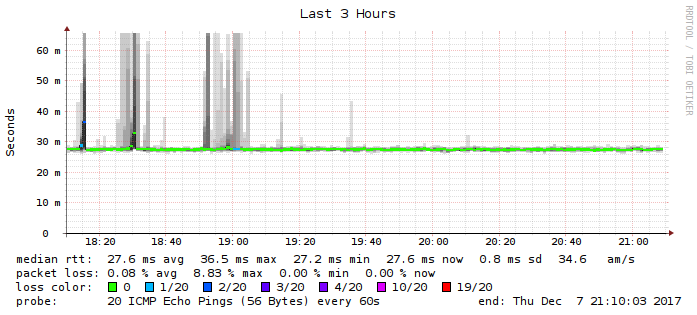 Last 3 Hours
RRDTOOL / TOBI OETIKER
Seconds
60 m
50 m
40 m
30 m
20 m
10 m
0
18:20 18:40 19:00 19:20 19:40 20:00 20:20 20:40 21:00
median rtt: 27.6 ms avg 36.5 ms max 27.2 ms min 27.6 ms now 0.8 ms sd 34.6 am/s
packet loss: 0.08 % avg 8.83 % max 0.00 % min 0.00 % now
loss color: 0 1/20 2/20 3/20 4/20 10/20 19/20
probe: 20 ICMP Echo Pings (56 Bytes) every 60s end: Thu Dec 7 21:10:03 2017